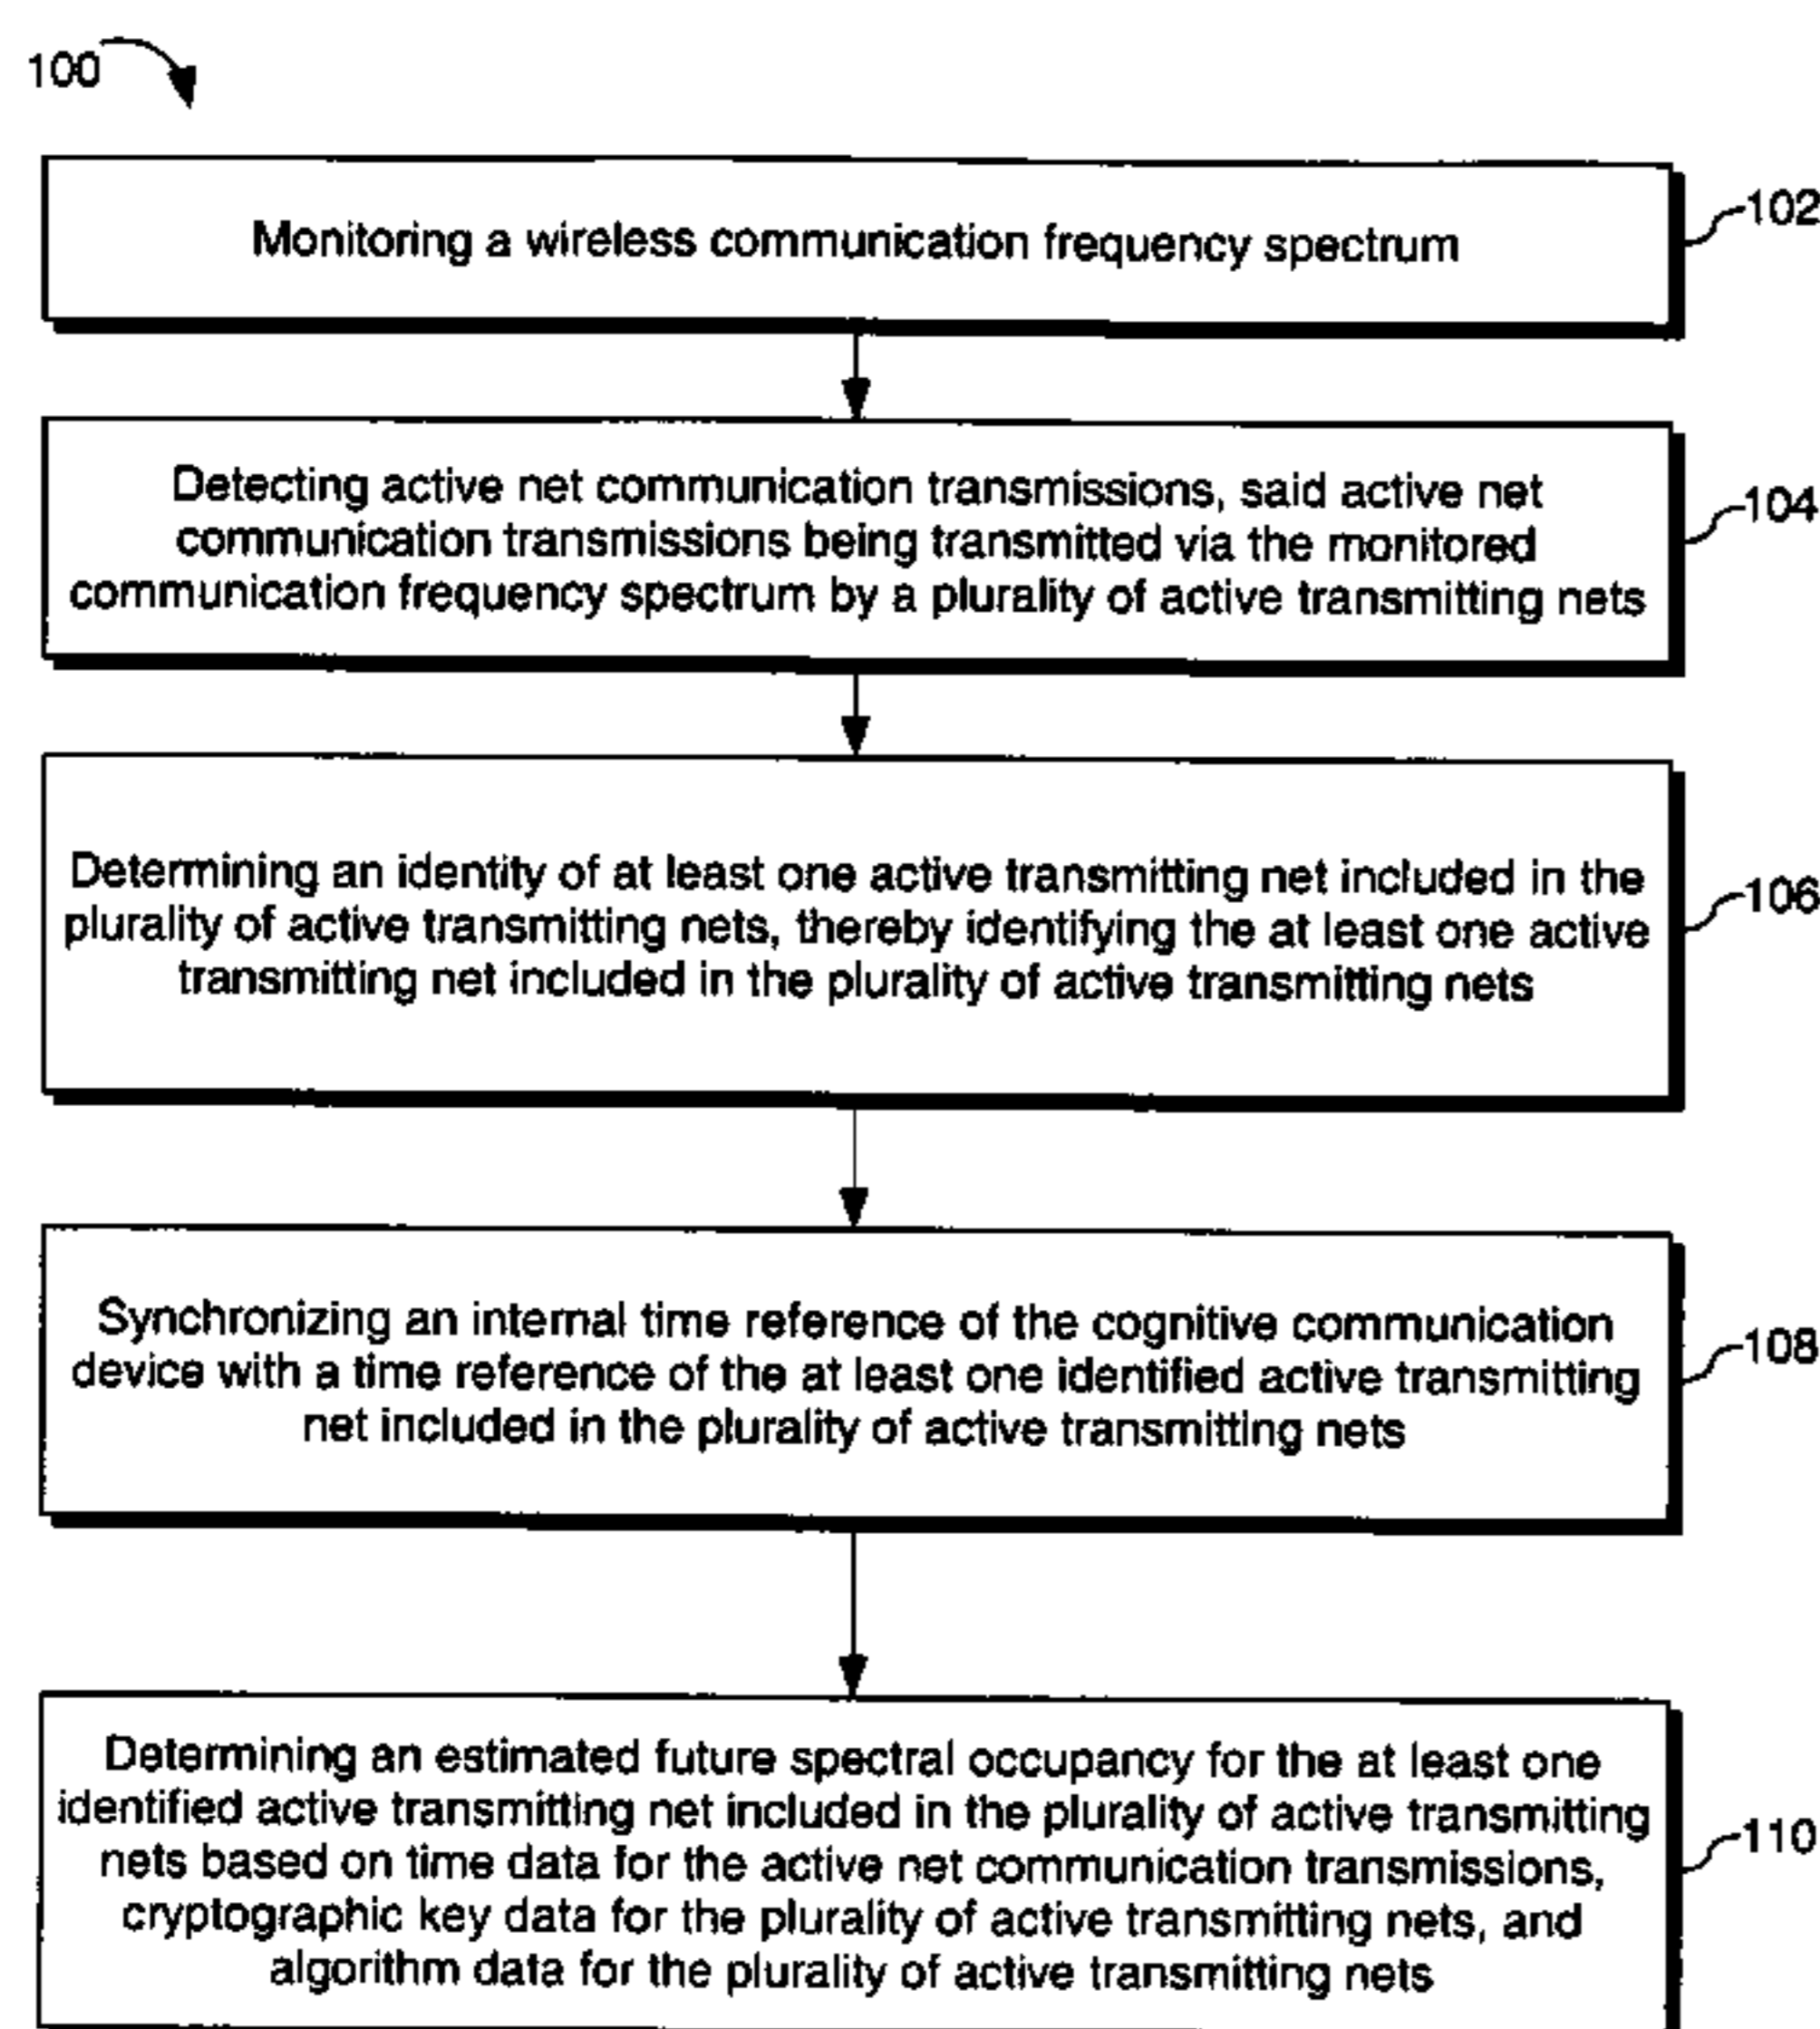 100
Monitoring a wireless communication frequency spectrum
102
Detecting active net communication transmissions, said active net
communication transmissions being transmitted via the monitored
communication frequency spectrum by a plurality of active transmitting nets
104
Determining an identity of at least one active transmitting net included in the
plurality of active transmitting nets, thereby identifying the at least one active
transmitting net included in the plurality of active transmitting nets
106
Synchronizing an internal time reference of the cognitive communication
device with a time reference of the at least one identified active transmitting
net included in the plurality of active transmitting nets
108
Determining an estimated future spectral occupancy for the at least one
identified active transmitting net included in the plurality of active transmitting
nets based on time data for the active net communication transmissions,
cryptographic key data for the plurality of active transmitting nets, and
algorithm data for the plurality of active transmitting nets
110